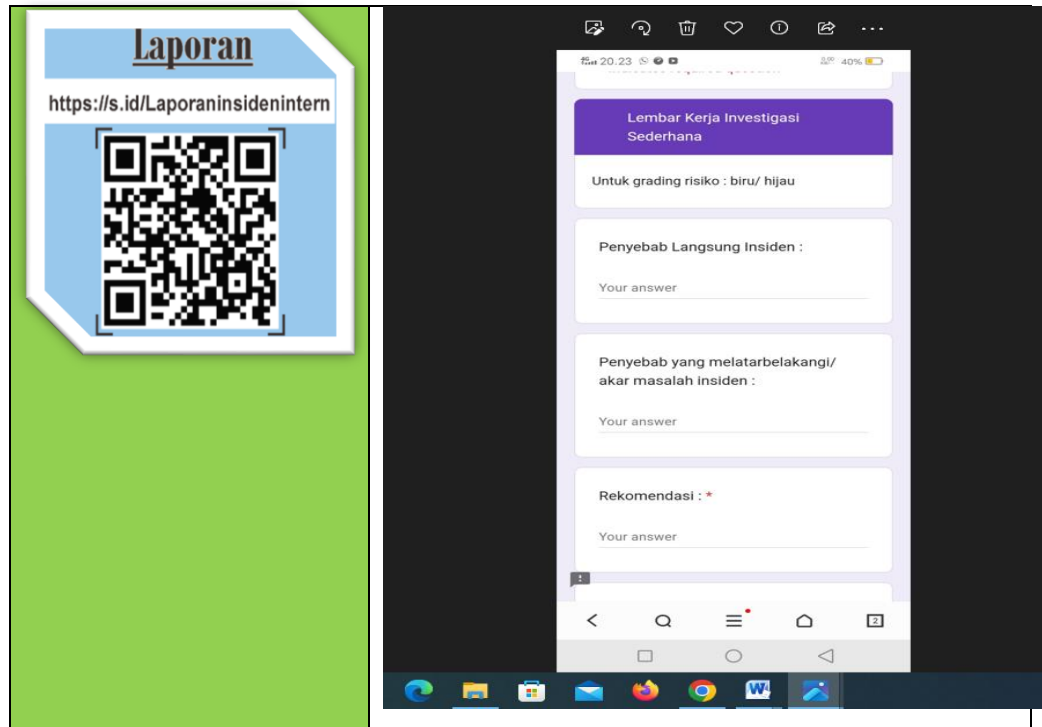 Laporan
https://s.id/Laporaninsidenintern
20.23
40%
Lembar Kerja Investigasi
Sederhana
Untuk grading risiko : biru/ hijau
Penyebab Langsung Insiden :
Your answer
Penyebab yang melatarbelakangi/
akar masalah insiden :
Your answer
Rekomendasi : *
Your answer
2